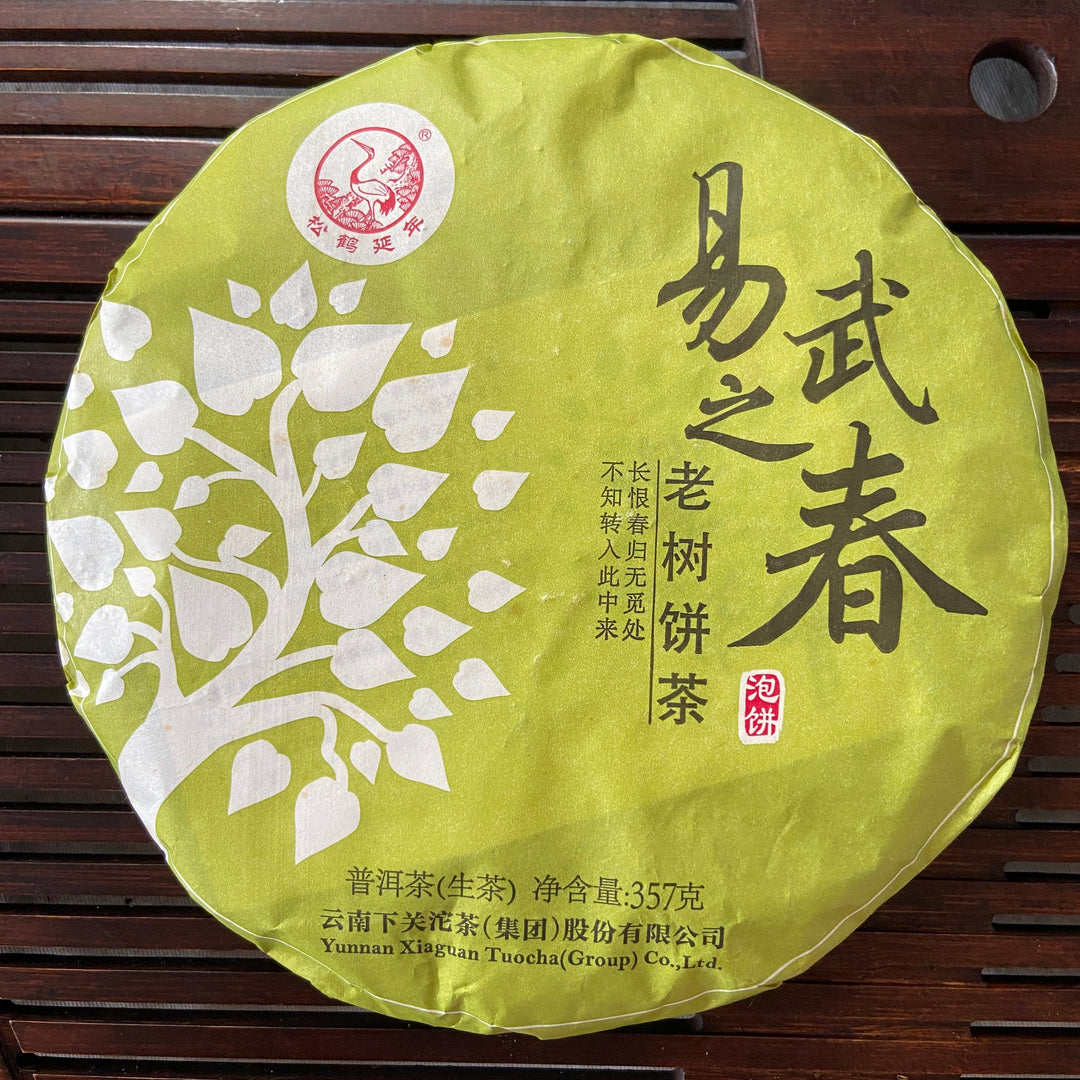 松鹤延年
®
易武之春
老树饼茶
长恨春归无觅处
不知转入此中来
泡饼
普洱茶(生茶) 净含量:357克
云南下关沱茶(集团)股份有限公司
Yunnan Xiaguan Tuocha(Group) Co.,Ltd.